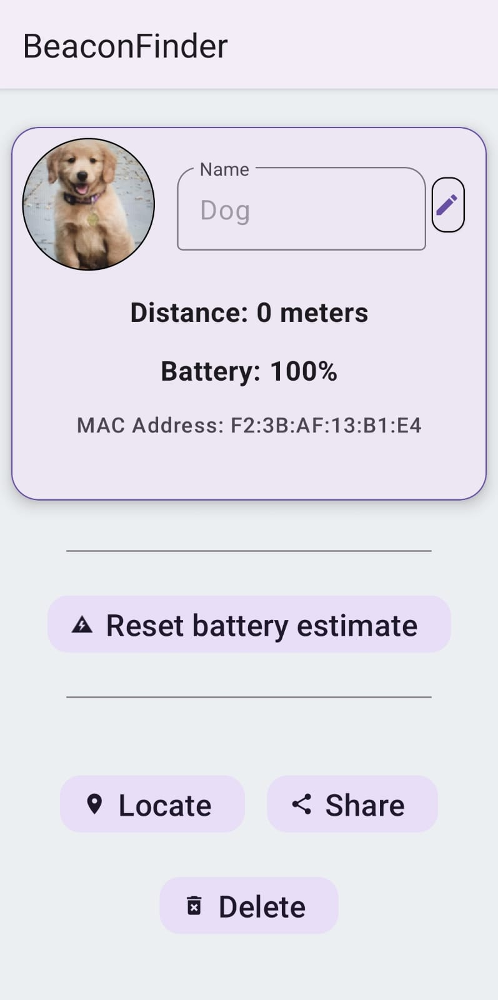 BeaconFinder
Name
Dog
Distance: 0 meters
Battery: 100%
MAC Address: F2:3B:AF:13:B1:E4
Reset battery estimate
Locate
Share
Delete